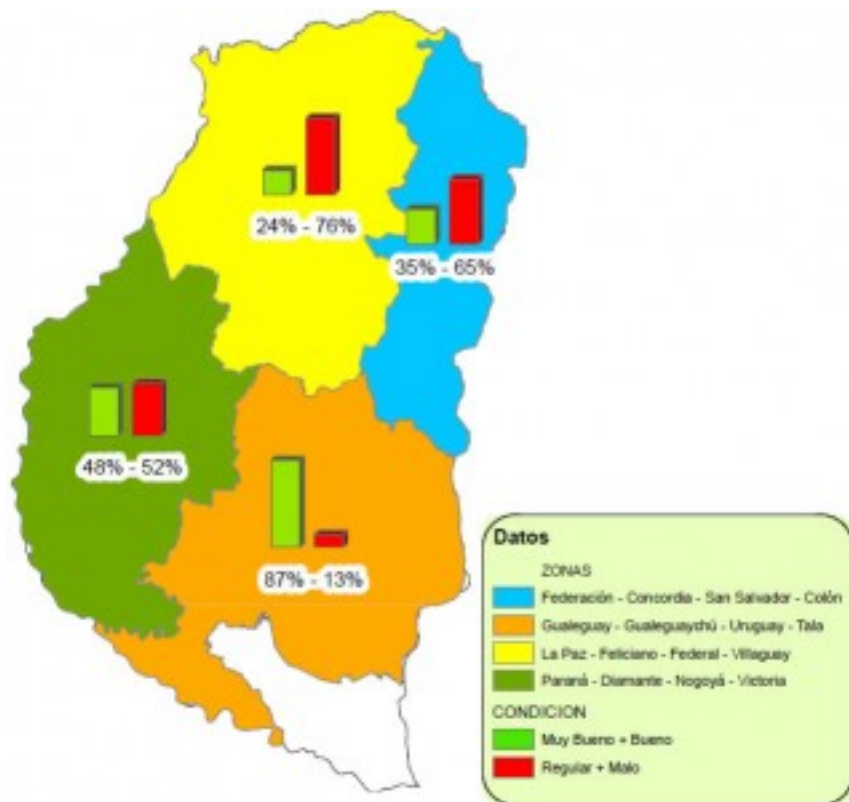 24% - 76%
35% - 65%
48% - 52%
87% - 13%
Datos
ZONAS
Federación - Concordia - San Salvador - Colón
Gualeguay - Gualeguaychú - Uruguay - Tala
La Paz - Feliciano - Federal - Villaguay
Paraná - Diamante - Nogoyá - Victoria
CONDICION
Muy Bueno + Bueno
Regular + Malo